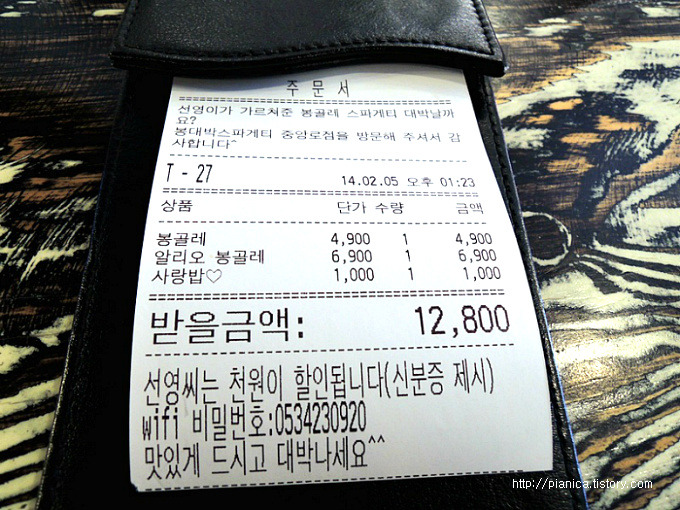 주 문 서
선영이가 가르쳐준 봉골레 스파게티 대박날까
요?
봉대박스파게티 중앙로점을 방문해 주셔서 감
사합니다^
T - 27 14.02.05 오후 01:23
상품 단가 수량 금액
봉골레 4,900 1 4,900
알리오 봉골레 6,900 1 6,900
사랑밥♡ 1,000 1 1,000
받을금액: 12,800
선영씨는 천원이 할인됩니다(신분증 제시)
wifi 비밀번호:0534230920
맛있게 드시고 대박나세요^^
http://pianica.tistory.com